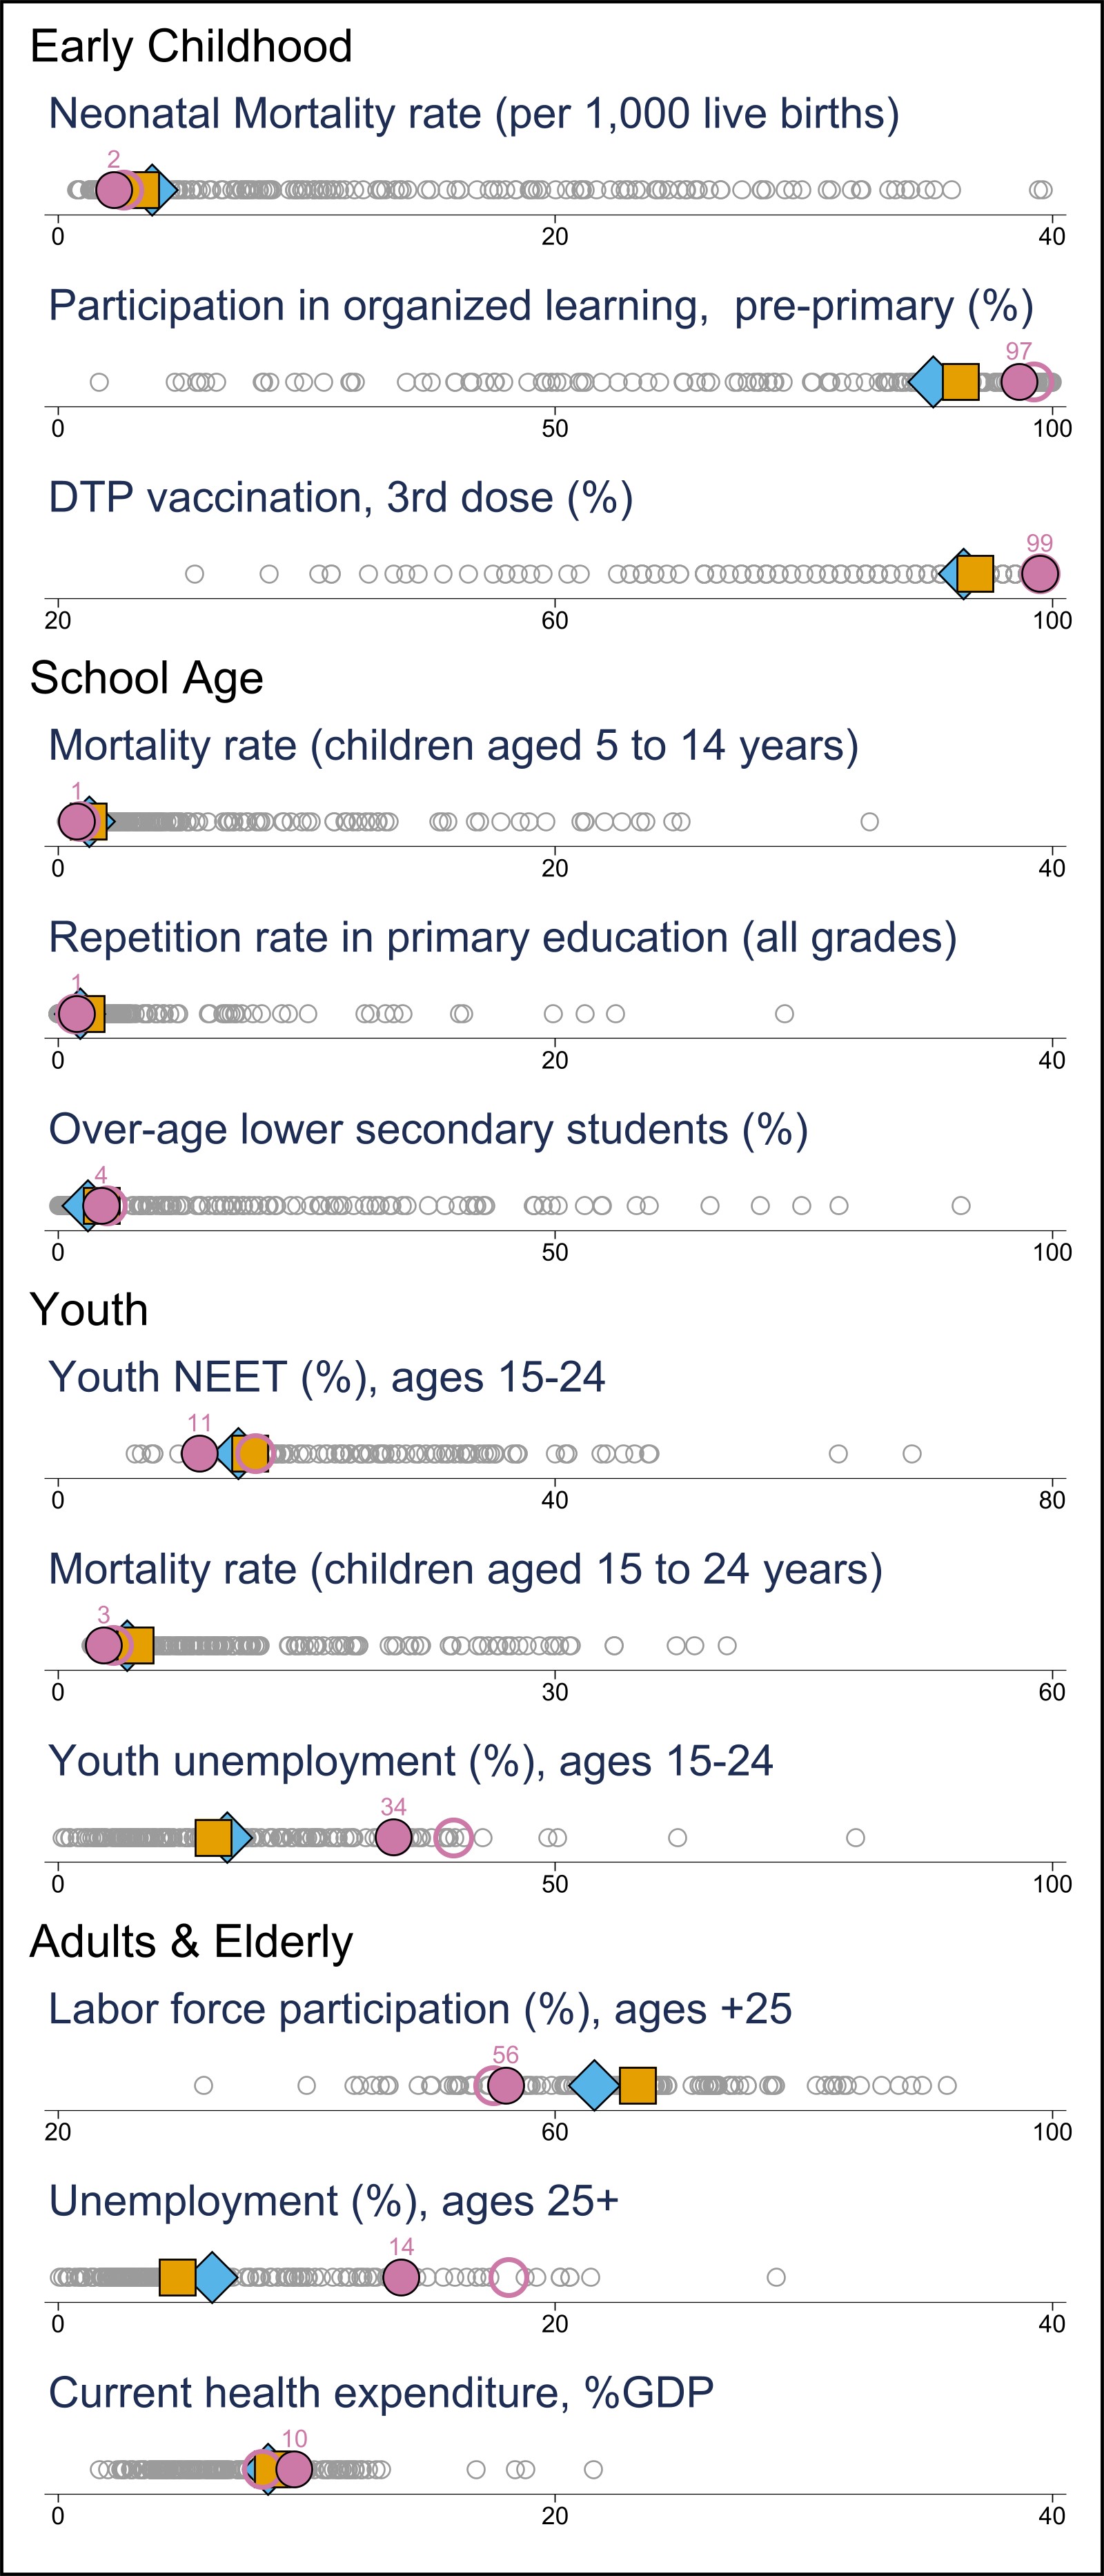 Early Childhood
Neonatal Mortality rate (per 1,000 live births)
2
0 20 40
Participation in organized learning,  pre-primary (%)
97
0 50 100
DTP vaccination, 3rd dose (%)
99
20 60 100
School Age
Mortality rate (children aged 5 to 14 years)
1
0 20 40
Repetition rate in primary education (all grades)
1
0 20 40
Over-age lower secondary students (%)
4
0 50 100
Youth
Youth NEET (%), ages 15-24
11
0 40 80
Mortality rate (children aged 15 to 24 years)
3
0 30 60
Youth unemployment (%), ages 15-24
34
0 50 100
Adults & Elderly
Labor force participation (%), ages +25
56
20 60 100
Unemployment (%), ages 25+
14
0 20 40
Current health expenditure, %GDP
10
0 20 40